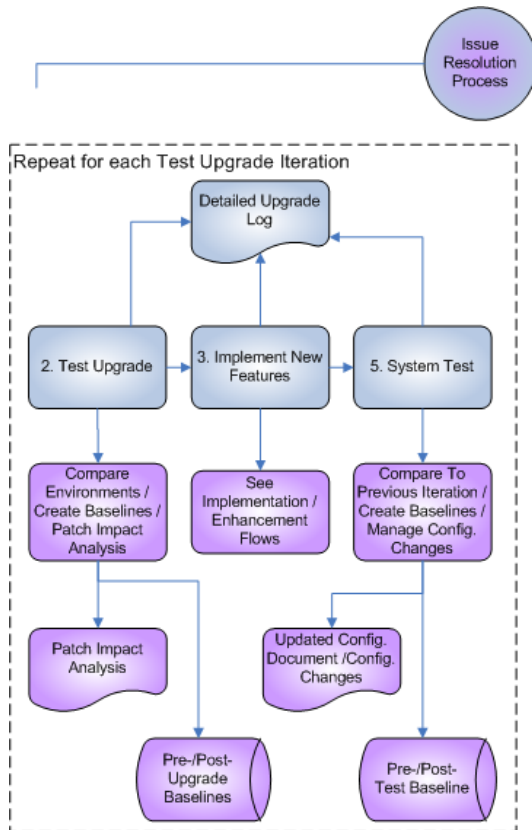 Issue
Resolution
Process
Repeat for each Test Upgrade Iteration
Detailed Upgrade
Log
2. Test Upgrade
3. Implement New
Features
5. System Test
Compare
Environments /
Create Baselines /
Patch Impact
Analysis
See
Implementation /
Enhancement
Flows
Compare To
Previous Iteration /
Create Baselines /
Manage Config.
Changes
Patch Impact
Analysis
Updated Config.
Document /Config.
Changes
Pre-/Post-
Upgrade
Baselines
Pre-/Post-
Test Baseline